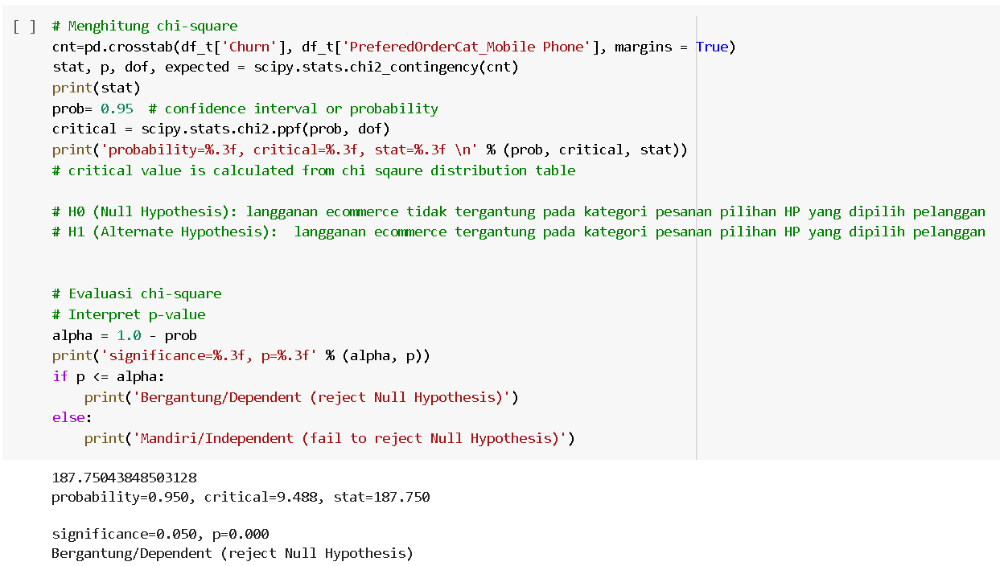 [ ] # Menghitung chi-square
cnt=pd.crosstab(df_t['Churn'], df_t['PreferedOrderCat_Mobile Phone'], margins = True)
stat, p, dof, expected = scipy.stats.chi2_contingency(cnt)
print(stat)
prob= 0.95  # confidence interval or probability
critical = scipy.stats.chi2.ppf(prob, dof)
print('probability=%.3f, critical=%.3f, stat=%.3f \n' % (prob, critical, stat))
# critical value is calculated from chi sqaure distribution table
# H0 (Null Hypothesis): langganan ecommerce tidak tergantung pada kategori pesanan pilihan HP yang dipilih pelanggan
# H1 (Alternate Hypothesis):  langganan ecommerce tergantung pada kategori pesanan pilihan HP yang dipilih pelanggan
# Evaluasi chi-square
# Interpret p-value
alpha = 1.0 - prob
print('significance=%.3f, p=%.3f' % (alpha, p))
if p <= alpha:
    print('Bergantung/Dependent (reject Null Hypothesis)')
else:
    print('Mandiri/Independent (fail to reject Null Hypothesis)')
187.75043848503128
probability=0.950, critical=9.488, stat=187.750
significance=0.050, p=0.000
Bergantung/Dependent (reject Null Hypothesis)